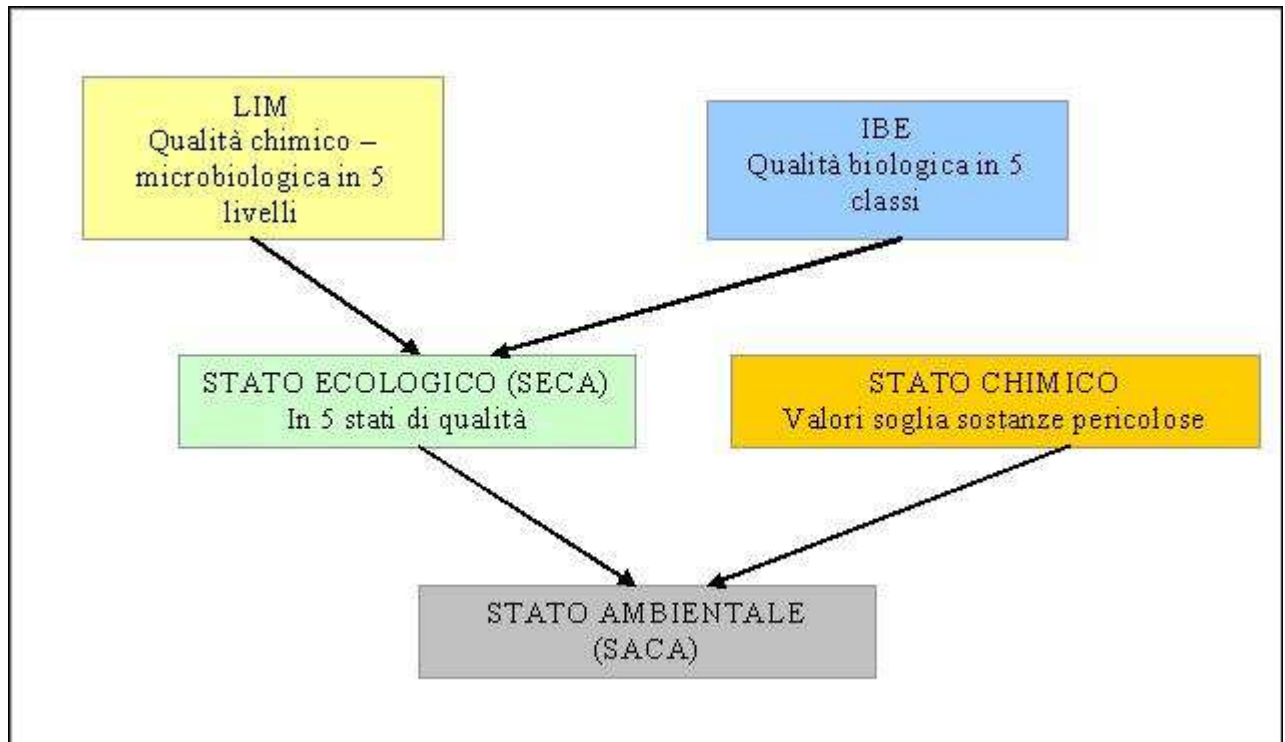 LIM
Qualità chimico –
microbiologica in 5
livelli
IBE
Qualità biologica in 5
classi
STATO ECOLOGICO (SECA)
In 5 stati di qualità
STATO CHIMICO
Valori soglia sostanze pericolose
STATO AMBIENTALE
(SACA)